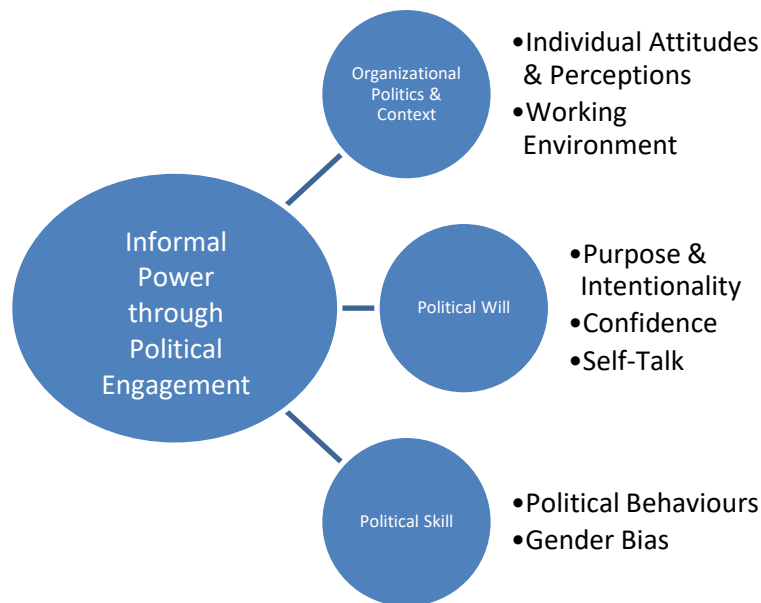 Organizational
Politics &
Context
•Individual Attitudes
& Perceptions
•Working
Environment
Informal
Power
through
Political
Engagement
Political Will
•Purpose &
Intentionality
•Confidence
•Self-Talk
Political Skill
•Political Behaviours
•Gender Bias